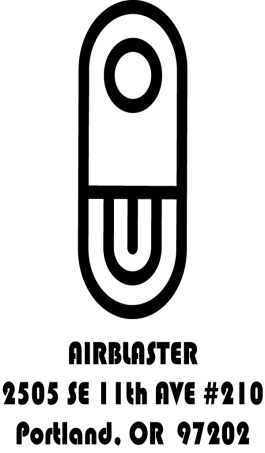 AIRBLASTER
2505 SE 11th AVE #210
Portland, OR 97202